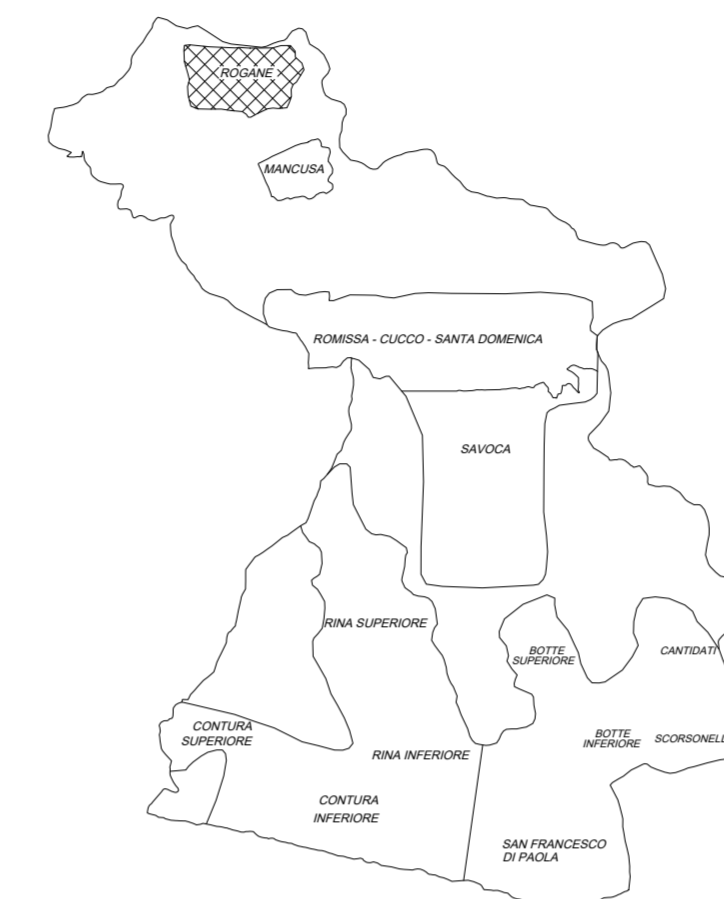 ROGANE
MANCUSA
ROMISSA - CUCCO - SANTA DOMENICA
SAVOCA
RINA SUPERIORE
BOTTE
SUPERIORE
CANTIDATI
CONTURA
SUPERIORE
RINA INFERIORE
BOTTE
INFERIORE
SCORSONELL
CONTURA
INFERIORE
SAN FRANCESCO
DI PAOLA